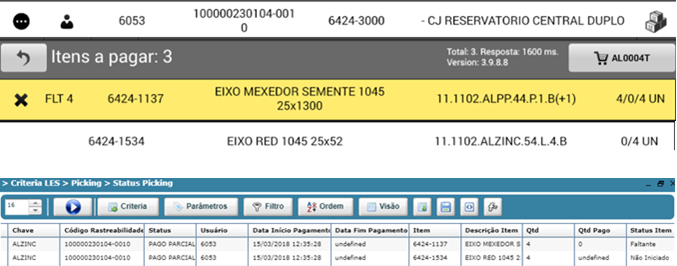 6053 100000230104-001
0 6424-3000 - CJ RESERVATORIO CENTRAL DUPLO
Itens a pagar: 3 Total: 3. Resposta: 1600 ms.
Version: 3.9.8.8 AL0004T
FLT 4 6424-1137 EIXO MEXEDOR SEMENTE 1045
25x1300 11.1102.ALPP.44.P.1.B(+1) 4/0/4 UN
6424-1534 EIXO RED 1045 25x52 11.1102.ALZINC.54.L.4.B 0/4 UN
> Criteria LES > Picking > Status Picking
16 Criteria Parâmetros Filtro Ordem Visão
Chave Código Rastreabilidade Status Usuário Data Início Pagament Data Fim Pagamento Item Descrição Item Qtd Qtd Pago Status Item
ALZINC 100000230104-0010 PAGO PARCIAL 6053 15/03/2018 12:35:28 undefined 6424-1137 EIXO MEXEDOR S 4 0 Faltante
ALZINC 100000230104-0010 PAGO PARCIAL 6053 15/03/2018 12:35:28 undefined 6424-1534 EIXO RED 1045 2 4 undefined Não Iniciado